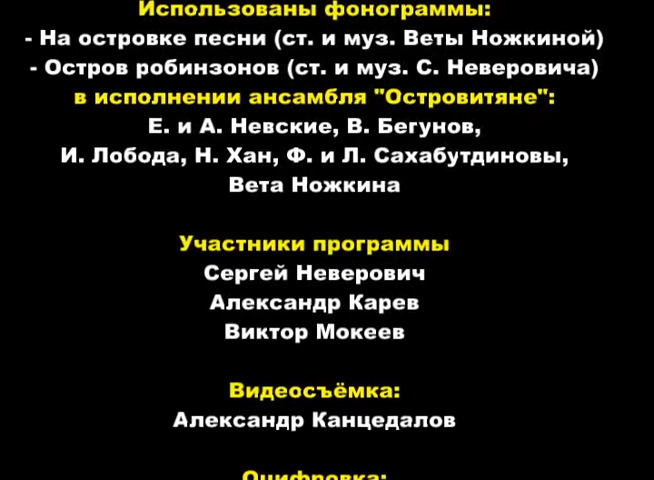 Использованы фонограммы:
- На островке песни (ст. и муз. Веты Ножкиной)
- Остров робинзонов (ст. и муз. С. Неверовича)
в исполнении ансамбля "Островитяне":
Е. и А. Невские, В. Бегунов,
И. Лобода, Н. Хан, Ф. и Л. Сахабутдиновы,
Вета Ножкина
Участники программы
Сергей Неверович
Александр Карев
Виктор Мокеев
Видеосъёмка:
Александр Канцедалов
Оцифровка: